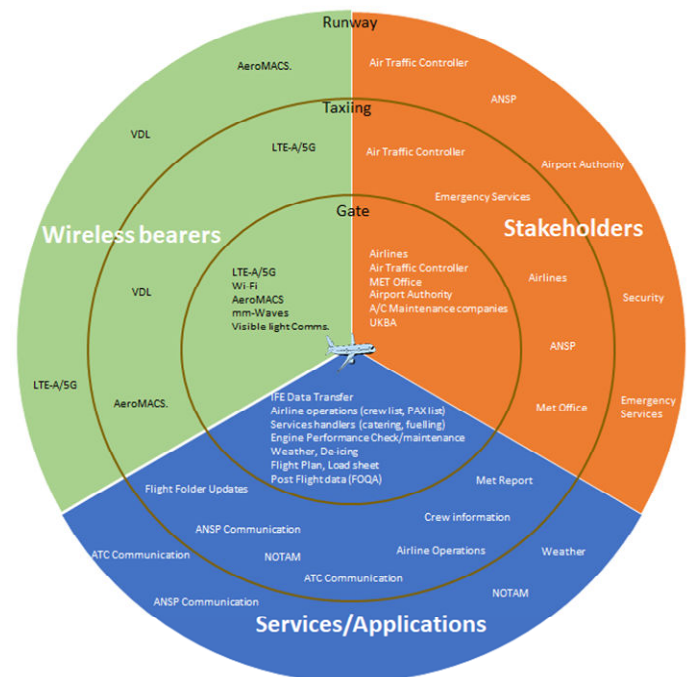 Runway
AeroMACS.
Air Traffic Controller
ANSP
Taxiing
VDL
LTE-A/5G
Air Traffic Controller
Airport Authority
Emergency Services
Gate
Wireless bearers
Stakeholders
Airlines
Air Traffic Controller
MET Office
Airport Authority
A/C Maintenance companies
UKBA
LTE-A/5G
Wi-Fi
AeroMACS
mm-Waves
Visible light Comms.
Airlines
VDL
Security
ANSP
LTE-A/5G
AeroMACS.
Met Office
Emergency
Services
IFE Data Transfer
Airline operations (crew list, PAX list)
Services handlers (catering, fuelling)
Engine Performance Check/maintenance
Weather, De-icing
Flight Plan, Load sheet
Post Flight data (FOQA)
Flight Folder Updates
Met Report
Crew information
ANSP Communication
ATC Communication
NOTAM
Airline Operations
Weather
ATC Communication
NOTAM
ANSP Communication
Services/Applications